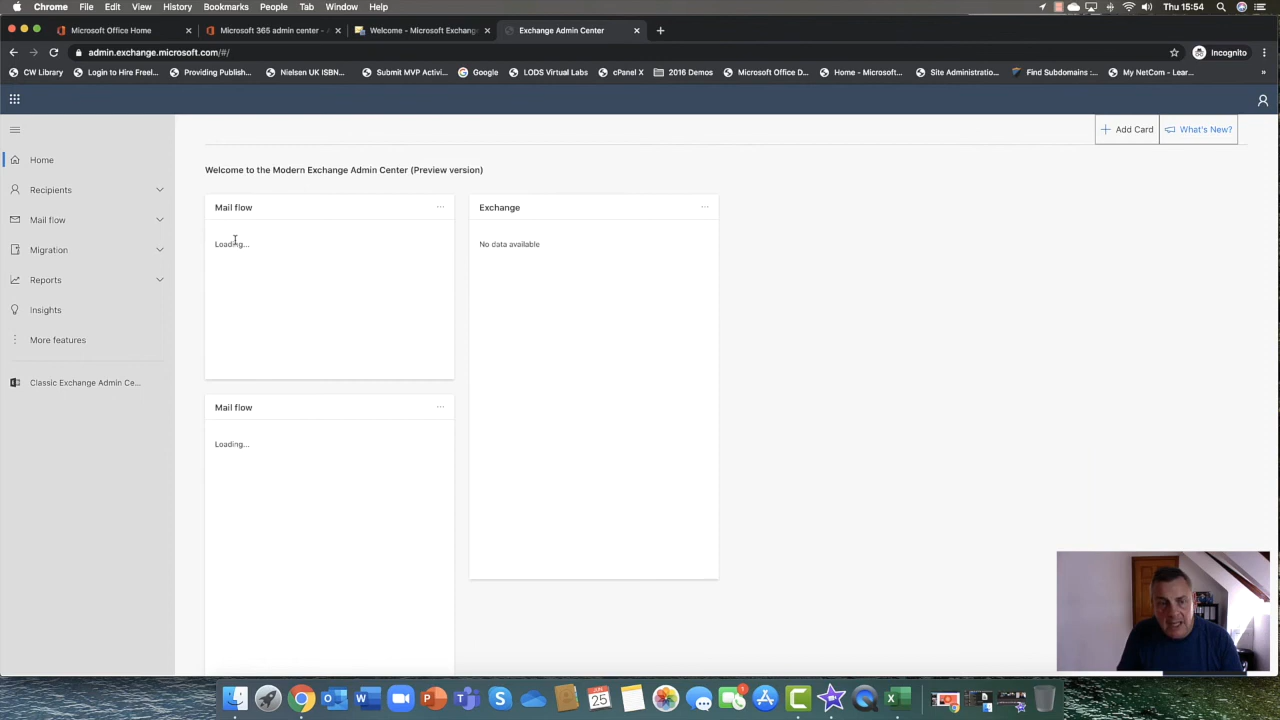 Chrome File Edit View History Bookmarks People Tab Window Help Thu 15:54
Microsoft Office Home Microsoft 365 admin center - Welcome - Microsoft Exchang Exchange Admin Center
admin.exchange.microsoft.com/#/ Incognito
CW Library Login to Hire Freel... Providing Publish... Nielsen UK ISBN... Submit MVP Activi... Google LODS Virtual Labs cPanel X 2016 Demos Microsoft Office D... Home - Microsoft... Site Administratio... Find Subdomains :... My NetCom - Lear... »
Add Card What's New?
Home
Welcome to the Modern Exchange Admin Center (Preview version)
Recipients
Mail flow
Migration
Reports
Insights
More features
Classic Exchange Admin Ce...
Mail flow
Loading...
Exchange
No data available
Mail flow
Loading...
JUN
25
1